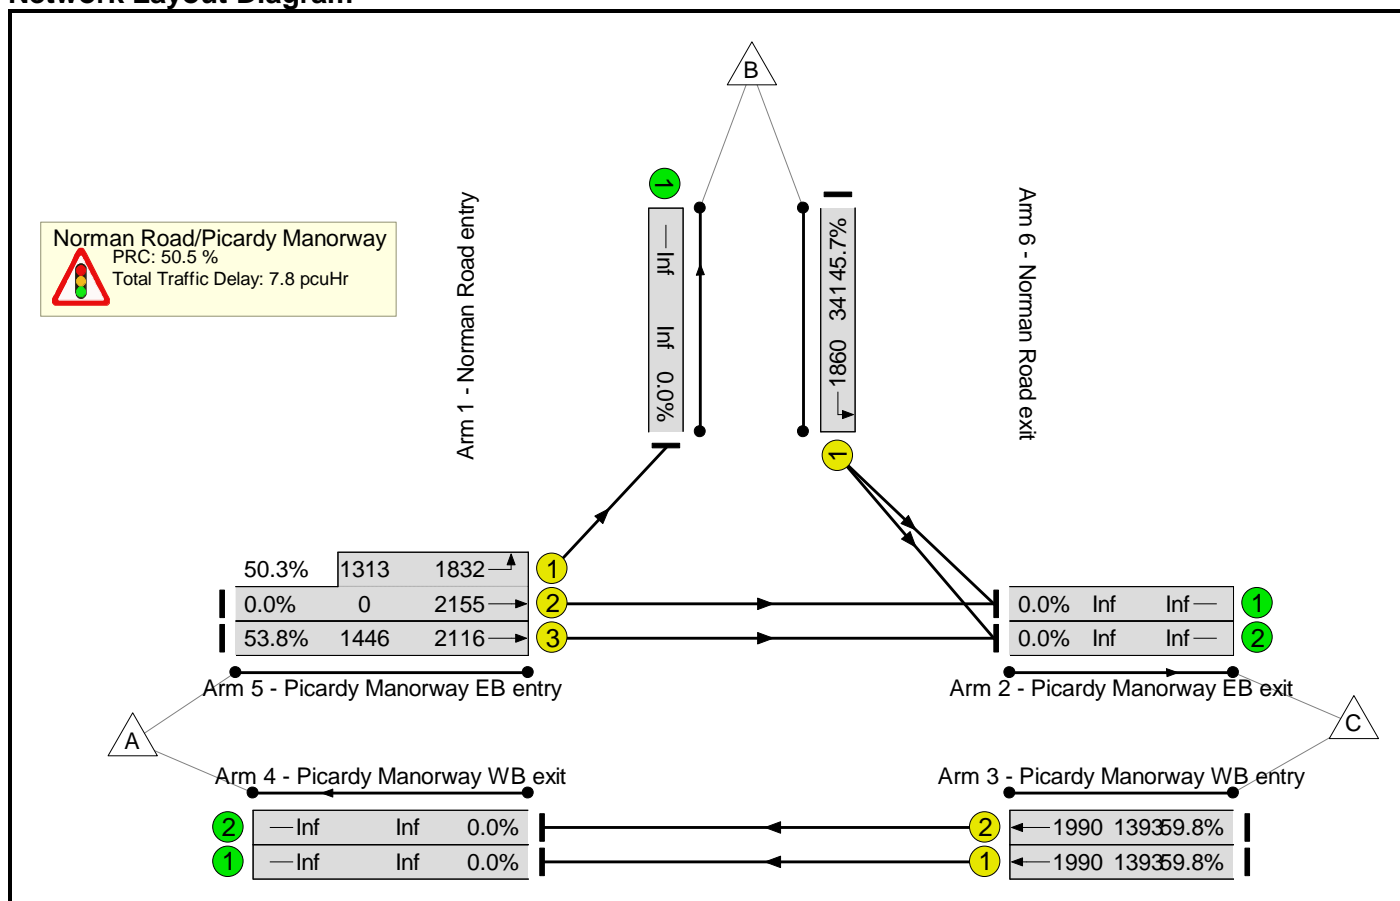 Network Layout Diagram
B
Norman Road/Picardy Manorway
PRC: 50.5 %
Total Traffic Delay: 7.8 pcuHr
Arm 1 - Norman Road entry
1
Inf Inf 0.0%
1860 341 45.7%
1
Arm 6 - Norman Road exit
50.3% 1313 1832 1
0.0% 0 2155 2
53.8% 1446 2116 3
0.0% Inf Inf 1
0.0% Inf Inf 2
Arm 5 - Picardy Manorway EB entry
Arm 2 - Picardy Manorway EB exit
A
C
Arm 4 - Picardy Manorway WB exit
Arm 3 - Picardy Manorway WB entry
2 Inf Inf 0.0%
1 Inf Inf 0.0%
2 1990 1393 59.8%
1 1990 1393 59.8%